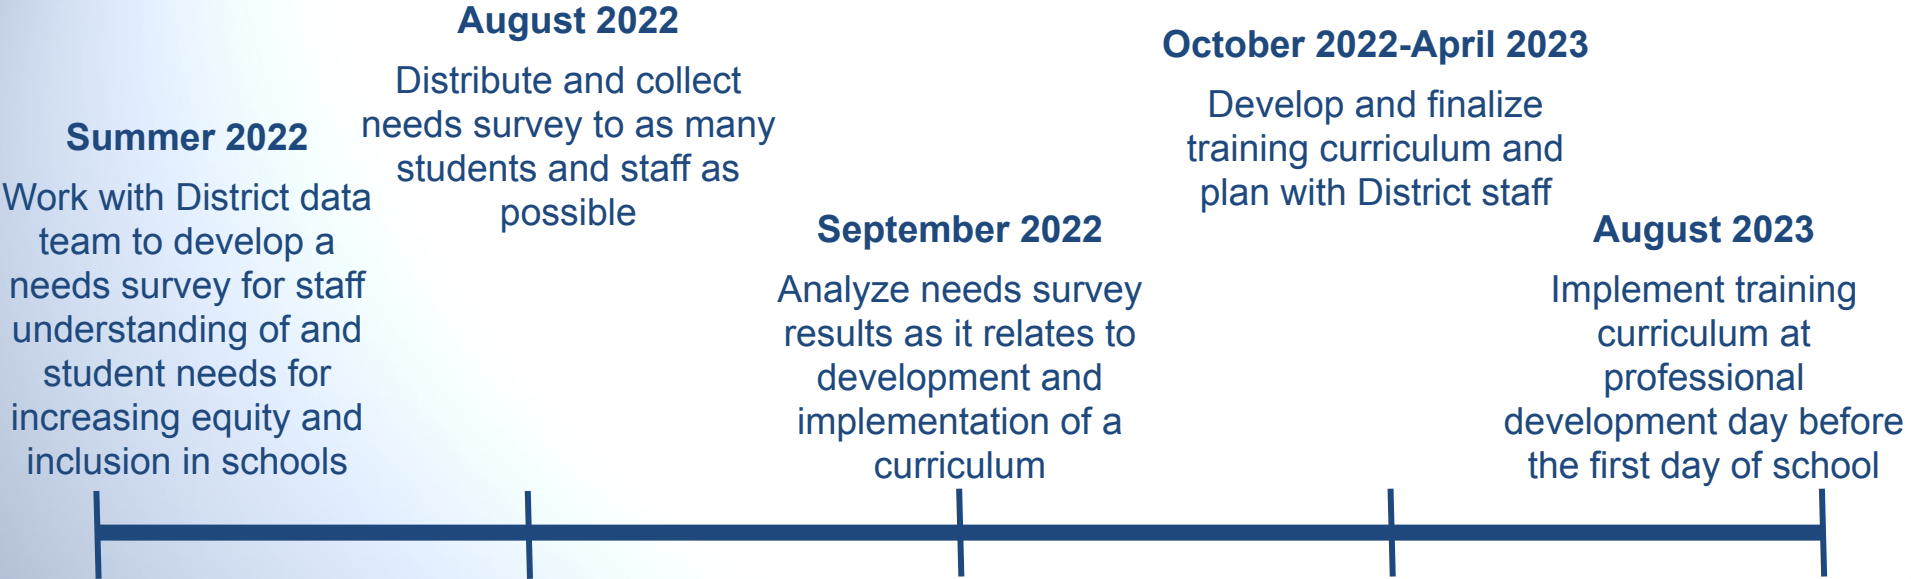 Summer 2022
Work with District data
team to develop a
needs survey for staff
understanding of and
student needs for
increasing equity and
inclusion in schools
August 2022
Distribute and collect
needs survey to as many
students and staff as
possible
September 2022
Analyze needs survey
results as it relates to
development and
implementation of a
curriculum
October 2022-April 2023
Develop and finalize
training curriculum and
plan with District staff
August 2023
Implement training
curriculum at
professional
development day before
the first day of school